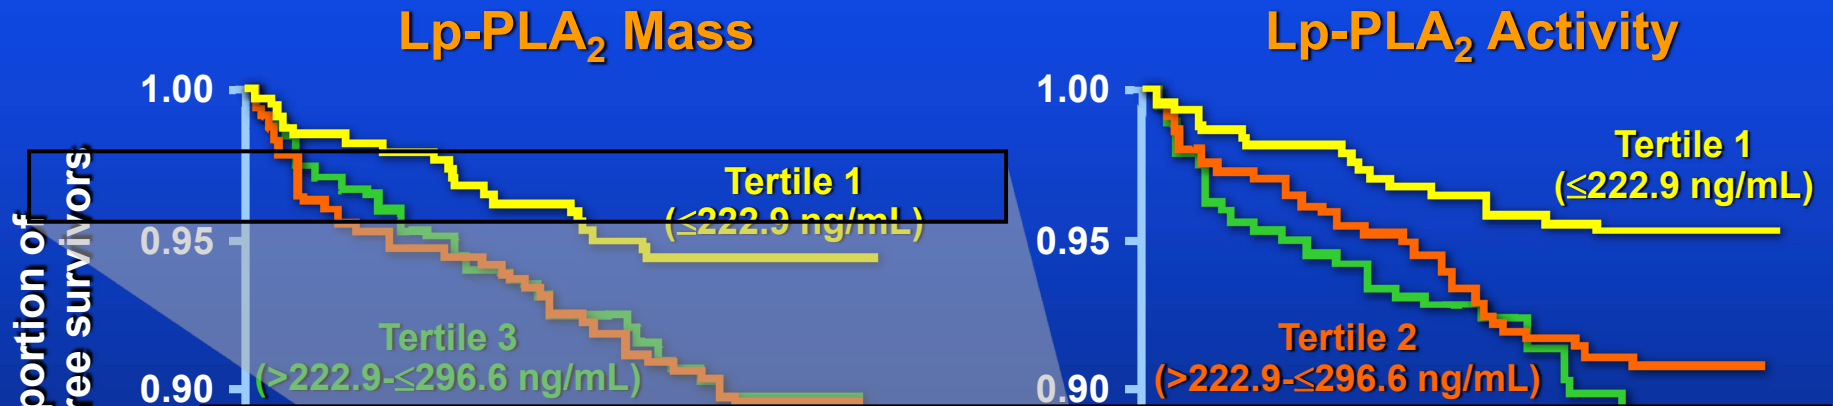 Lp-PLA₂ Mass
1.00
0.95
0.90
Tertile 1
(≤222.9 ng/mL)
Tertile 3
(>222.9-≤296.6 ng/mL)
Lp-PLA₂ Activity
1.00
0.95
0.90
Tertile 1
(≤222.9 ng/mL)
Tertile 2
(>222.9-≤296.6 ng/mL)
portion of
ree survivors